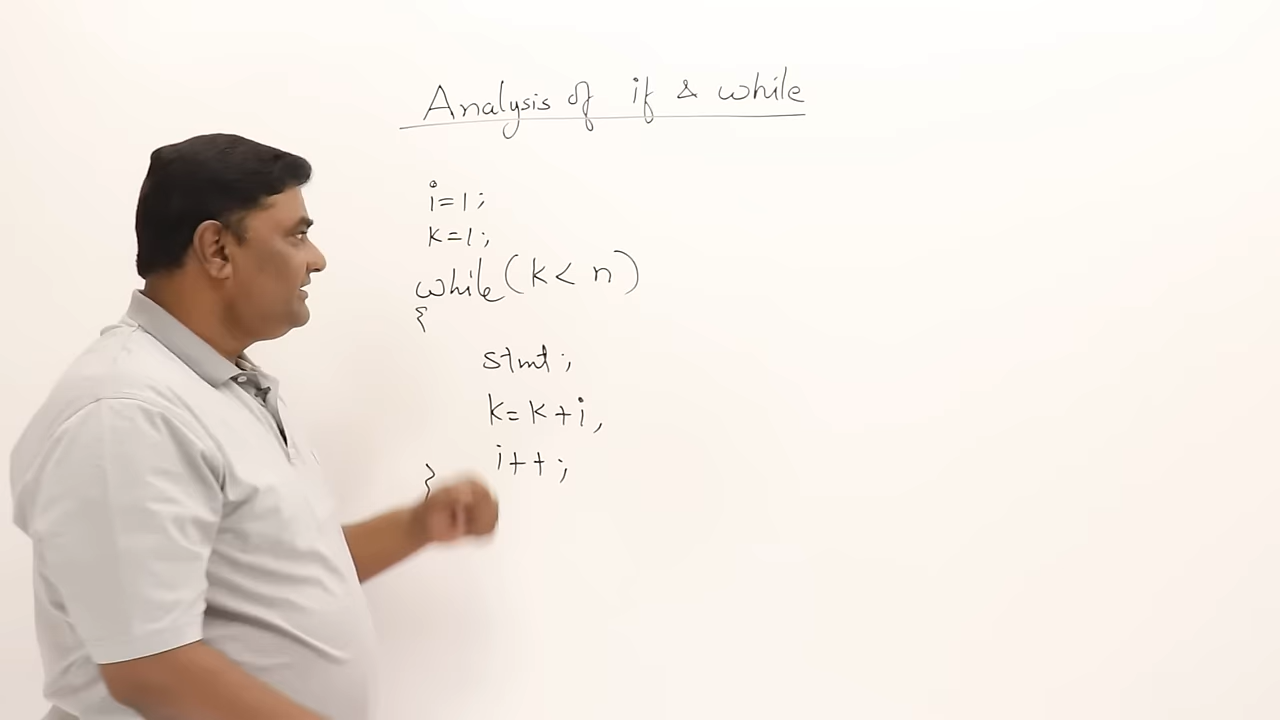 Analysis of if & while
i=1;
k=1;
while(k< n)
{
stmt;
k=k+i,
i++;
}